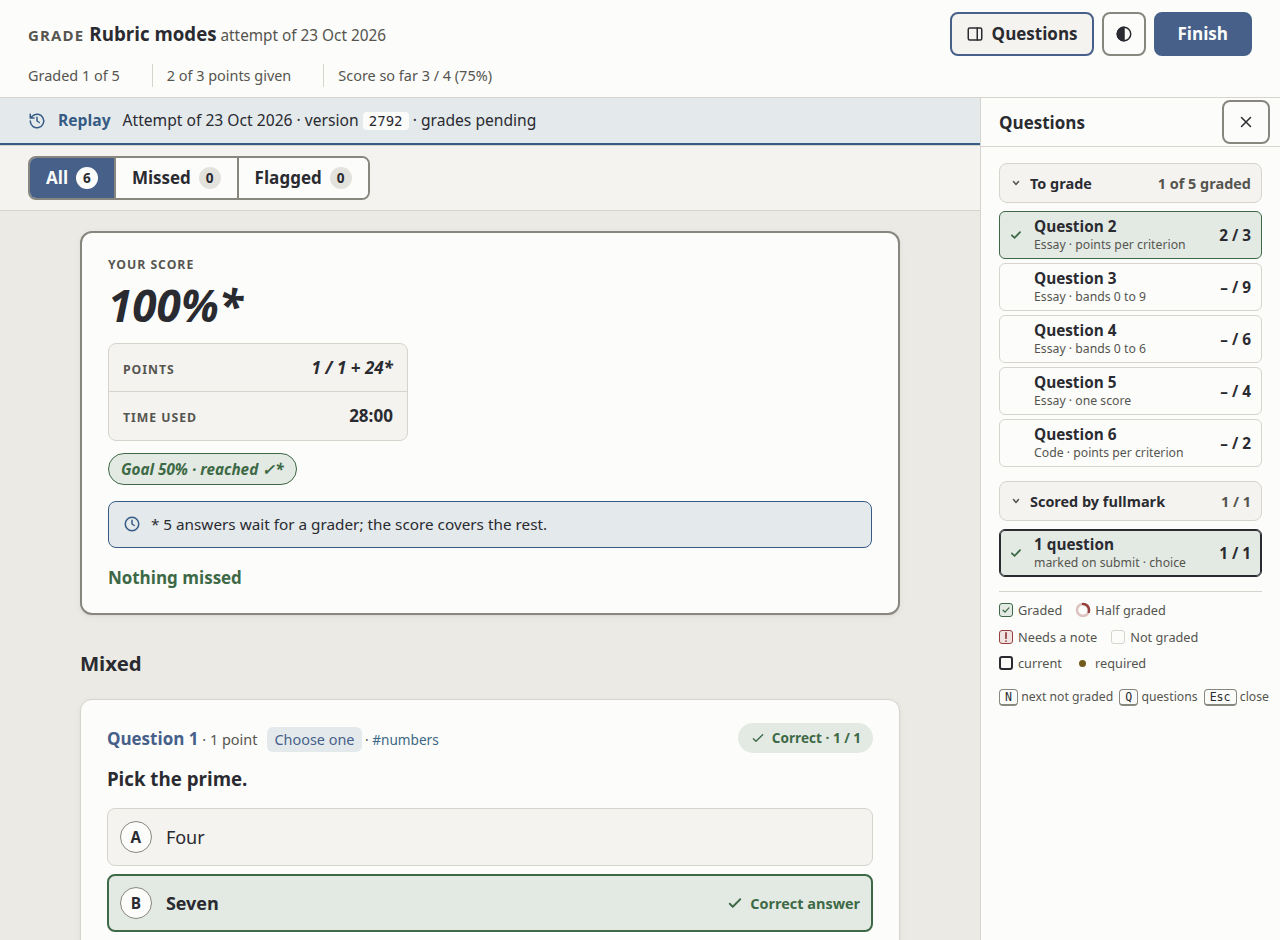 GRADE Rubric modes attempt of 23 Oct 2026
Questions
Finish
Graded 1 of 5
2 of 3 points given
Score so far 3 / 4 (75%)
Replay Attempt of 23 Oct 2026 · version 2792 · grades pending
All 6
Missed 0
Flagged 0
YOUR SCORE
100%*
POINTS 1 / 1 + 24*
TIME USED 28:00
Goal 50% · reached ✓*
* 5 answers wait for a grader; the score covers the rest.
Nothing missed
Mixed
Question 1 · 1 point Choose one · #numbers
Correct · 1 / 1
Pick the prime.
A Four
B Seven
Correct answer
Questions
To grade 1 of 5 graded
Question 2
Essay · points per criterion
2 / 3
Question 3
Essay · bands 0 to 9
– / 9
Question 4
Essay · bands 0 to 6
– / 6
Question 5
Essay · one score
– / 4
Question 6
Code · points per criterion
– / 2
Scored by fullmark 1 / 1
1 question
marked on submit · choice
1 / 1
Graded Half graded
! Needs a note Not graded
current required
N next not graded Q questions Esc close